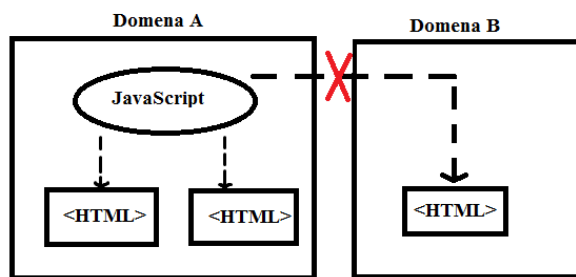 Domena A
Domena B
JavaScript
<HTML>
<HTML>
<HTML>